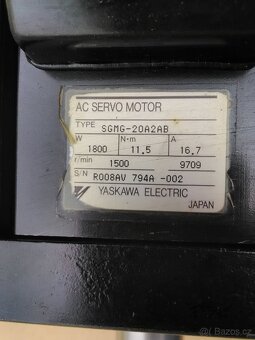 AC SERVO MOTOR
TYPE SGMG-20A2AB
W N-m A
1800 11.5 16.7
r/min 1500 9709
S/N R008AV 794A -002
YASKAWA ELECTRIC
JAPAN
Sbazar.cz